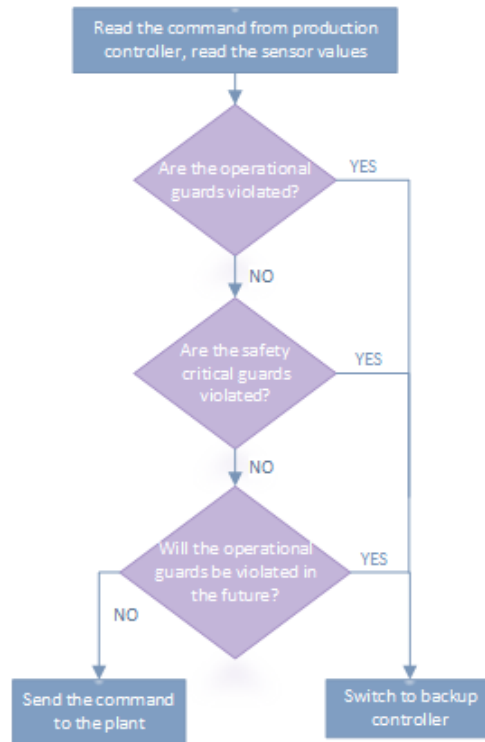 Read the command from production
controller, read the sensor values
Are the operational
guards violated?
YES
NO
Are the safety
critical guards
violated?
YES
NO
Will the operational
guards be violated in
the future?
YES
NO
Send the command
to the plant
Switch to backup
controller